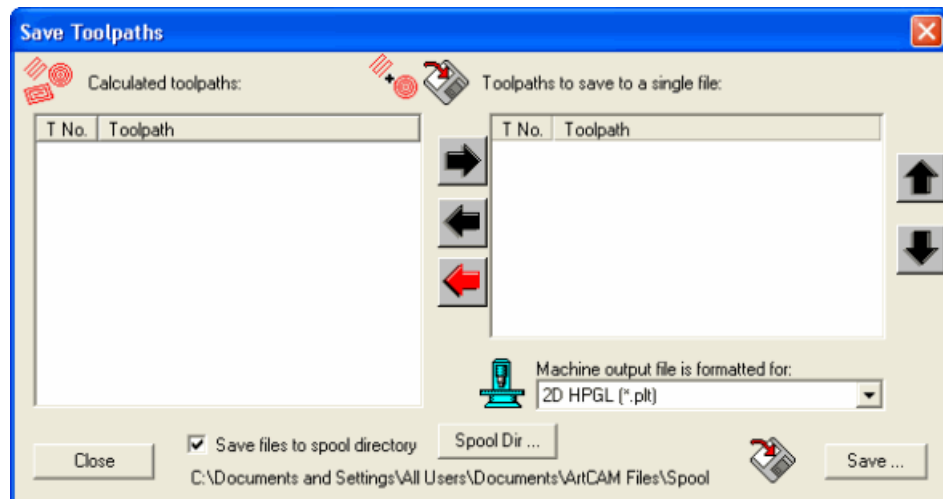 Save Toolpaths
Calculated toolpaths:
Toolpaths to save to a single file:
T No. Toolpath
T No. Toolpath
Machine output file is formatted for:
2D HPGL (*.plt)
Save files to spool directory
Spool Dir ...
Close
Save ...
C:\Documents and Settings\All Users\Documents\ArtCAM Files\Spool